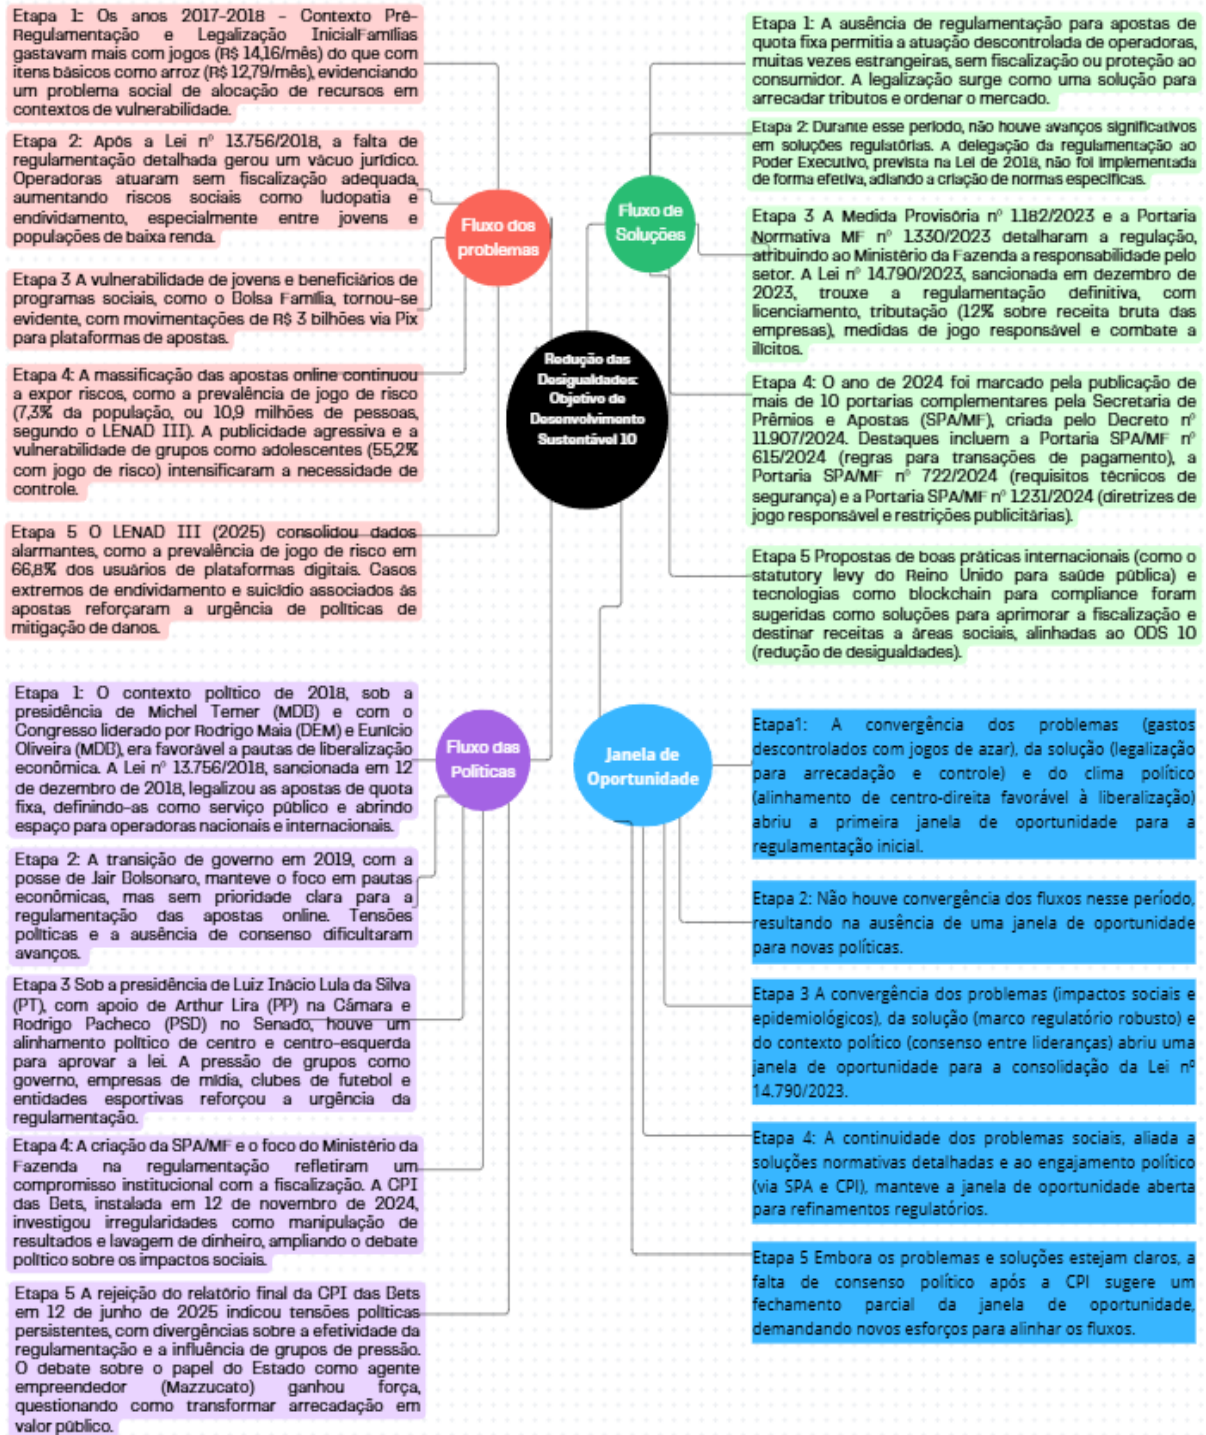 Etapa 1: Os anos 2017-2018 - Contexto Pré-
Regulamentação e Legalização InicialFamílias
gastavam mais com jogos (R$ 14,16/mês) do que com
itens básicos como arroz (R$ 12,79/mês), evidenciando
um problema social de alocação de recursos em
contextos de vulnerabilidade.
Etapa 2: Após a Lei nº 13.756/2018, a falta de
regulamentação detalhada gerou um vácuo jurídico.
Operadoras atuaram sem fiscalização adequada,
aumentando riscos sociais como ludopatia e
endividamento, especialmente entre jovens e
populações de baixa renda.
Etapa 3 A vulnerabilidade de jovens e beneficiários de
programas sociais, como o Bolsa Família, tornou-se
evidente, com movimentações de R$ 3 bilhões via Pix
para plataformas de apostas.
Etapa 4: A massificação das apostas online continuou
a expor riscos, como a prevalência de jogo de risco
(7,3% da população, ou 10,9 milhões de pessoas,
segundo o LENAD III). A publicidade agressiva e a
vulnerabilidade de grupos como adolescentes (55,2%
com jogo de risco) intensificaram a necessidade de
controle.
Etapa 5 O LENAD III (2025) consolidou dados
alarmantes, como a prevalência de jogo de risco em
66,8% dos usuários de plataformas digitais. Casos
extremos de endividamento e suicídio associados às
apostas reforçaram a urgência de políticas de
mitigação de danos.
Fluxo dos
problemas
Fluxo de
Soluções
Redução das
Desigualdades:
Objetivo de
Desenvolvimento
Sustentável 10
Etapa 1: A ausência de regulamentação para apostas de
quota fixa permitia a atuação descontrolada de operadoras,
muitas vezes estrangeiras, sem fiscalização ou proteção ao
consumidor. A legalização surge como uma solução para
arrecadar tributos e ordenar o mercado.
Etapa 2: Durante esse período, não houve avanços significativos
em soluções regulatórias. A delegação da regulamentação ao
Poder Executivo, prevista na Lei de 2018, não foi implementada
de forma efetiva, adiando a criação de normas específicas.
Etapa 3 A Medida Provisória nº 1.182/2023 e a Portaria
Normativa MF nº 1.330/2023 detalharam a regulação,
atribuindo ao Ministério da Fazenda a responsabilidade pelo
setor. A Lei nº 14.790/2023, sancionada em dezembro de
2023, trouxe a regulamentação definitiva, com
licenciamento, tributação (12% sobre receita bruta das
empresas), medidas de jogo responsável e combate a
ilícitos.
Etapa 4: O ano de 2024 foi marcado pela publicação de
mais de 10 portarias complementares pela Secretaria de
Prêmios e Apostas (SPA/MF), criada pelo Decreto nº
11.907/2024. Destaques incluem a Portaria SPA/MF nº
615/2024 (regras para transações de pagamento), a
Portaria SPA/MF nº 722/2024 (requisitos técnicos de
segurança) e a Portaria SPA/MF nº 1.231/2024 (diretrizes de
jogo responsável e restrições publicitárias).
Etapa 5 Propostas de boas práticas internacionais (como o
statutory levy do Reino Unido para saúde pública) e
tecnologias como blockchain para compliance foram
sugeridas como soluções para aprimorar a fiscalização e
destinar receitas a áreas sociais, alinhadas ao ODS 10
(redução de desigualdades).
Etapa 1: O contexto político de 2018, sob a
presidência de Michel Temer (MDB) e com o
Congresso liderado por Rodrigo Maia (DEM) e Eunício
Oliveira (MDB), era favorável a pautas de liberalização
econômica. A Lei nº 13.756/2018, sancionada em 12
de dezembro de 2018, legalizou as apostas de quota
fixa, definindo-as como serviço público e abrindo
espaço para operadoras nacionais e internacionais.
Etapa 2: A transição de governo em 2019, com a
posse de Jair Bolsonaro, manteve o foco em pautas
econômicas, mas sem prioridade clara para a
regulamentação das apostas online. Tensões
políticas e a ausência de consenso dificultaram
avanços.
Etapa 3 Sob a presidência de Luiz Inácio Lula da Silva
(PT), com apoio de Arthur Lira (PP) na Câmara e
Rodrigo Pacheco (PSD) no Senado, houve um
alinhamento político de centro e centro-esquerda
para aprovar a lei. A pressão de grupos como
governo, empresas de mídia, clubes de futebol e
entidades esportivas reforçou a urgência da
regulamentação.
Etapa 4: A criação da SPA/MF e o foco do Ministério da
Fazenda na regulamentação refletiram um
compromisso institucional com a fiscalização. A CPI
das Bets, instalada em 12 de novembro de 2024,
investigou irregularidades como manipulação de
resultados e lavagem de dinheiro, ampliando o debate
político sobre os impactos sociais.
Etapa 5 A rejeição do relatório final da CPI das Bets
em 12 de junho de 2025 indicou tensões políticas
persistentes, com divergências sobre a efetividade da
regulamentação e a influência de grupos de pressão.
O debate sobre o papel do Estado como agente
empreendedor (Mazzucato) ganhou força,
questionando como transformar arrecadação em
valor público.
Fluxo das
Políticas
Janela de
Oportunidade
Etapa1: A convergência dos problemas (gastos
descontrolados com jogos de azar), da solução (legalização
para arrecadação e controle) e do clima político
(alinhamento de centro-direita favorável à liberalização)
abriu a primeira janela de oportunidade para a
regulamentação inicial.
Etapa 2: Não houve convergência dos fluxos nesse período,
resultando na ausência de uma janela de oportunidade
para novas políticas.
Etapa 3 A convergência dos problemas (impactos sociais e
epidemiológicos), da solução (marco regulatório robusto) e
do contexto político (consenso entre lideranças) abriu uma
janela de oportunidade para a consolidação da Lei nº
14.790/2023.
Etapa 4: A continuidade dos problemas sociais, aliada a
soluções normativas detalhadas e ao engajamento político
(via SPA e CPI), manteve a janela de oportunidade aberta
para refinamentos regulatórios.
Etapa 5 Embora os problemas e soluções estejam claros, a
falta de consenso político após a CPI sugere um
fechamento parcial da janela de oportunidade,
demandando novos esforços para alinhar os fluxos.